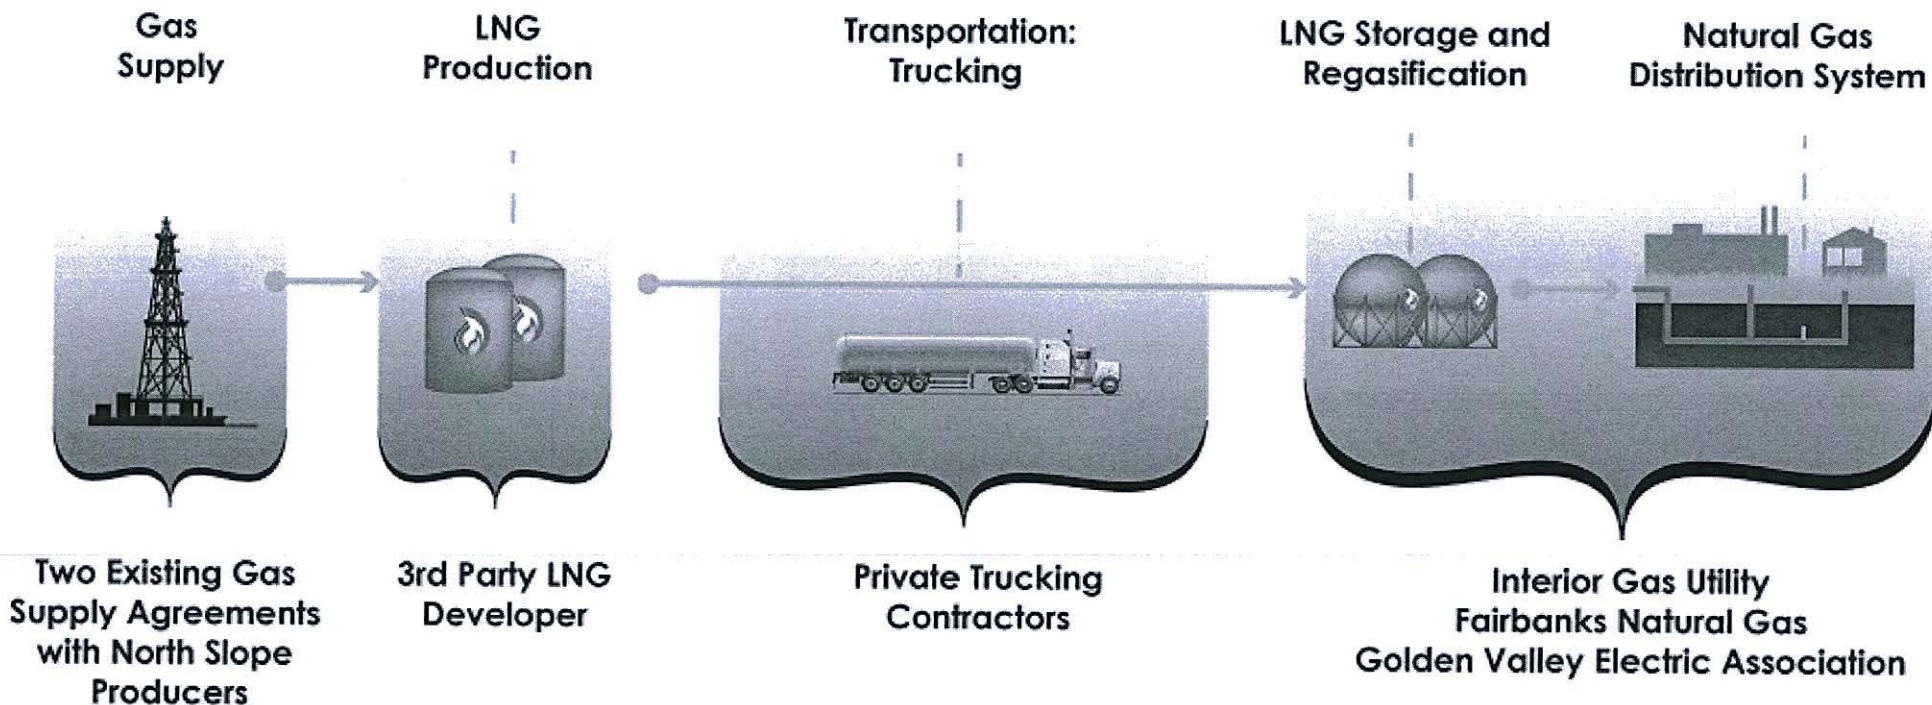 Gas
Supply
LNG
Production
Transportation:
Trucking
LNG Storage and
Regasification
Natural Gas
Distribution System
Two Existing Gas
Supply Agreements
with North Slope
Producers
3rd Party LNG
Developer
Private Trucking
Contractors
Interior Gas Utility
Fairbanks Natural Gas
Golden Valley Electric Association